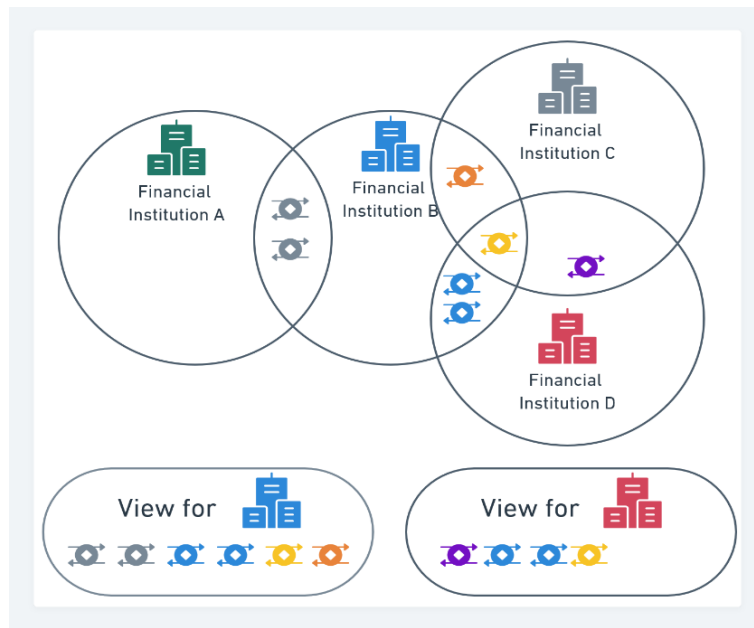 Financial
Institution A
Financial
Institution B
Financial
Institution C
Financial
Institution D
View for
View for